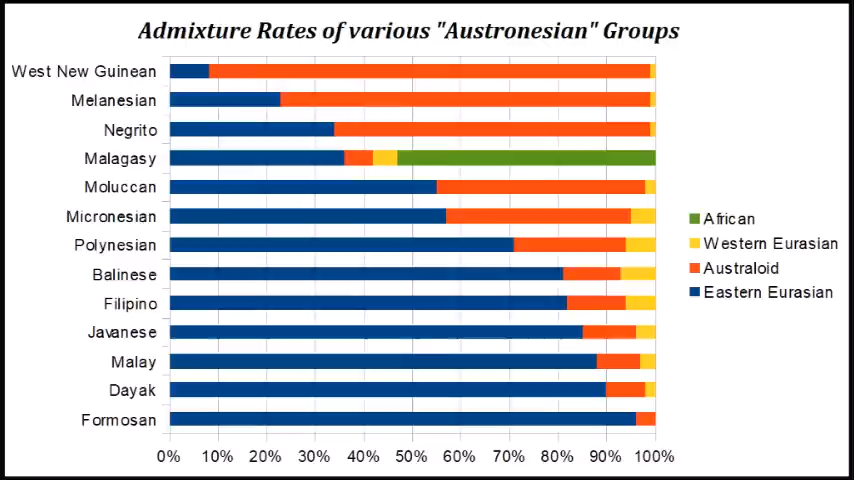 Admixture Rates of various "Austronesian" Groups
West New Guinean
Melanesian
Negrito
Malagasy
Moluccan
Micronesian
Polynesian
Balinese
Filipino
Javanese
Malay
Dayak
Formosan
African
Western Eurasian
Australoid
Eastern Eurasian
0% 10% 20% 30% 40% 50% 60% 70% 80% 90% 100%